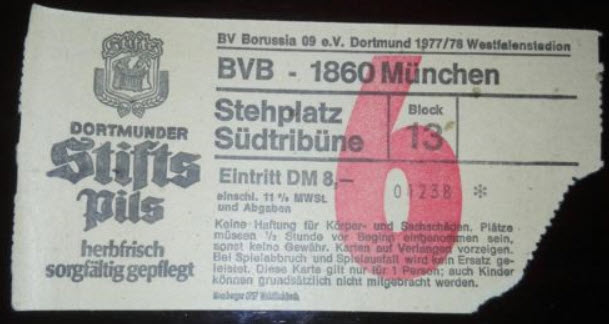 Stifts
DORTMUNDER
Stifts
Pils
herbfrisch
sorgfältig gepflegt
BV Borussia 09 e.V. Dortmund 1977/78 Westfalenstadion
BVB - 1860 München
Stehplatz
Südtribüne
Block
13
6
Eintritt DM 8,—
einschl. 11 % MWSt.
und Abgaben
01238 *
Keine Haftung für Körper- und Sachschäden. Plätze
müssen ½ Stunde vor Beginn eingenommen sein,
sonst keine Gewähr. Karten auf Verlangen vorzeigen.
Bei Spielabbruch und Spielausfall wird kein Ersatz ge-
leistet. Diese Karte gilt nur für 1 Person; auch Kinder
können grundsätzlich nicht mitgebracht werden.